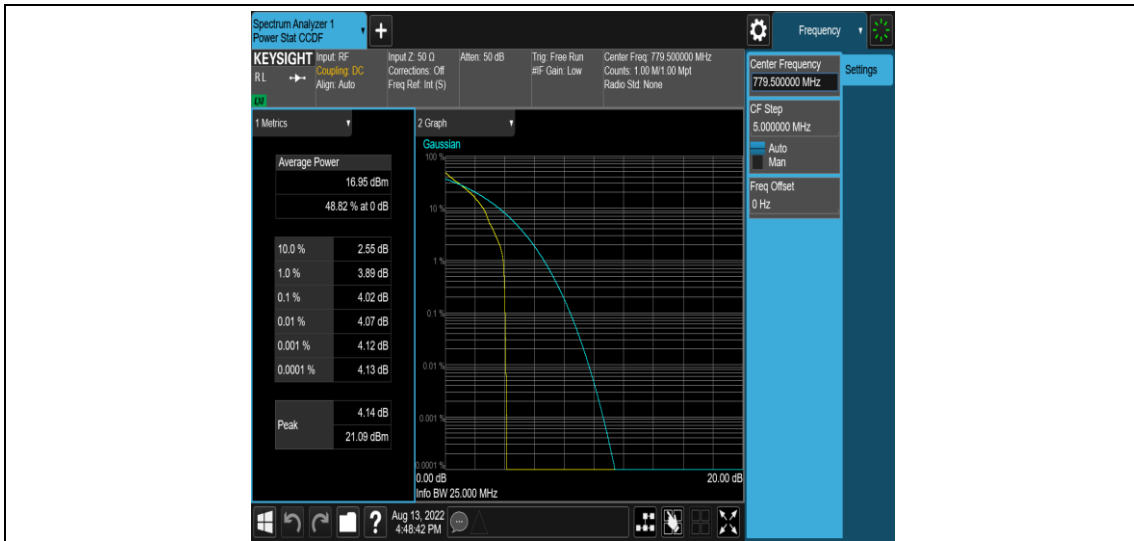 Spectrum Analyzer 1
Power Stat CCDF
Frequency
KEYSIGHT
RL
LXI
Input: RF
Coupling: DC
Align: Auto
Input Z: 50 Ω
Corrections: Off
Freq Ref: Int (S)
Atten: 50 dB
Trig: Free Run
#IF Gain: Low
Center Freq: 779.500000 MHz
Counts: 1.00 M/1.00 Mpt
Radio Std: None
Center Frequency
779.500000 MHz
Settings
CF Step
5.000000 MHz
Auto
Man
Freq Offset
0 Hz
1 Metrics
Average Power
16.95 dBm
48.82 % at 0 dB
10.0 % 2.55 dB
1.0 % 3.89 dB
0.1 % 4.02 dB
0.01 % 4.07 dB
0.001 % 4.12 dB
0.0001 % 4.13 dB
Peak
4.14 dB
21.09 dBm
2 Graph
Gaussian
100 %
10 %
1 %
0.1 %
0.01 %
0.001 %
0.0001 %
0.00 dB 20.00 dB
Info BW 25.000 MHz
?
Aug 13, 2022
4:48:42 PM